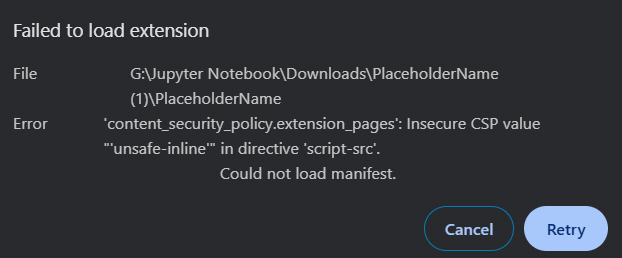 Failed to load extension
File G:\Jupyter Notebook\Downloads\PlaceholderName
(1)\PlaceholderName
Error 'content_security_policy.extension_pages': Insecure CSP value
"'unsafe-inline'" in directive 'script-src'.
Could not load manifest.
Cancel Retry